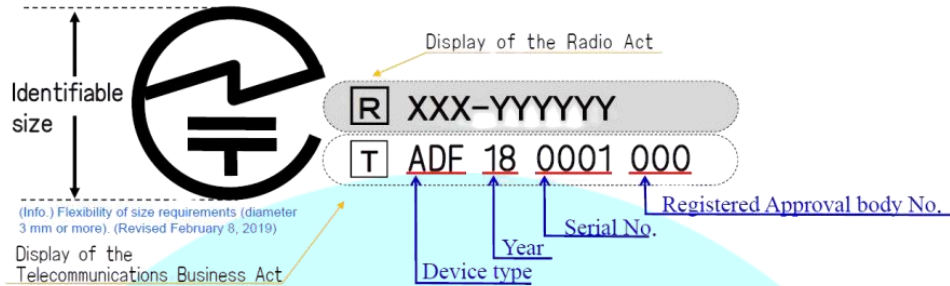 Display of the Radio Act
Identifiable
size
R XXX-YYYYYY
T ADF 18 0001 000
(Info.) Flexibility of size requirements (diameter
3 mm or more). (Revised February 8, 2019)
Registered Approval body No.
Serial No.
Year
Device type
Display of the
Telecommunications Business Act